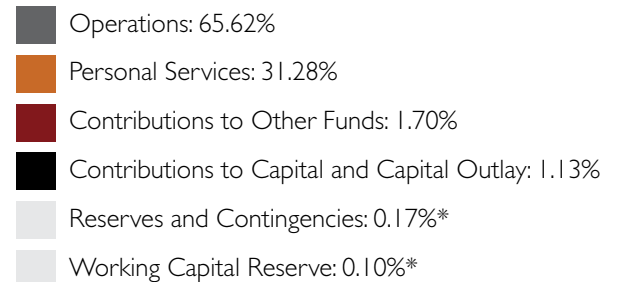 Operations: 65.62%
Personal Services: 31.28%
Contributions to Other Funds: 1.70%
Contributions to Capital and Capital Outlay: 1.13%
Reserves and Contingencies: 0.17%*
Working Capital Reserve: 0.10%*